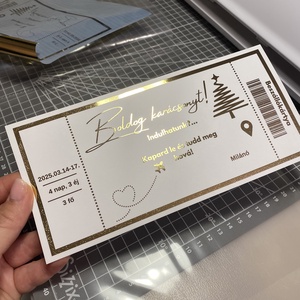 Boldog karácsonyt!
Indulhatunk?...
Kapard le és tudd meg
hová!
2025.03.14-17.
4 nap, 3 éj
3 fő
Milánó
Beszállókártya